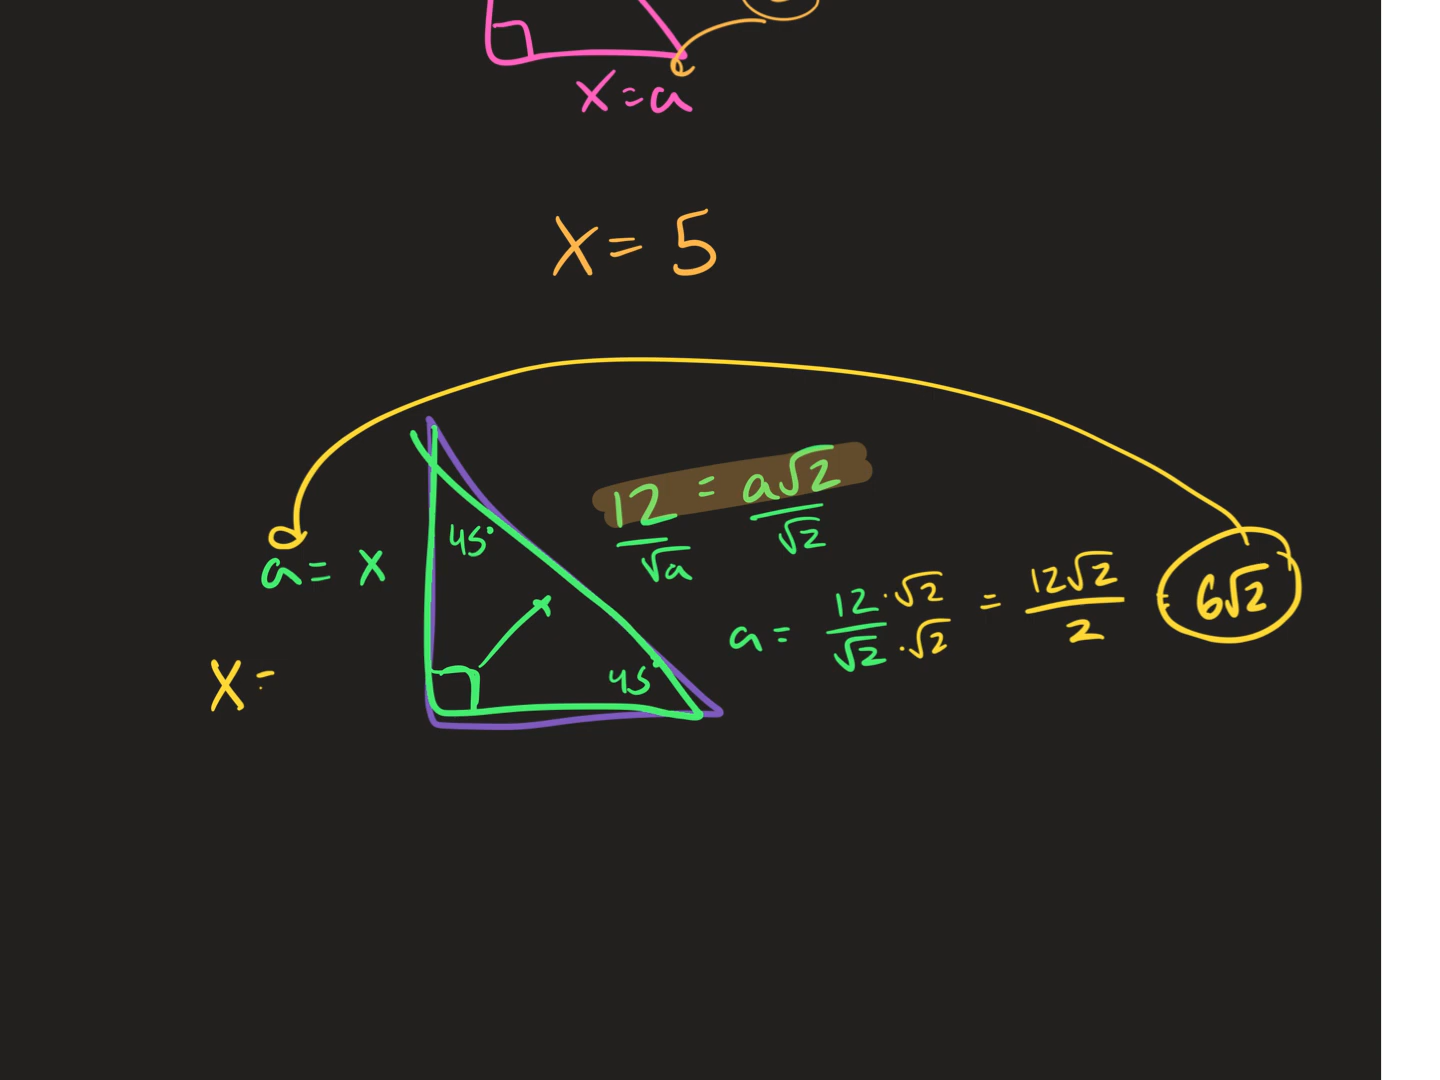 x = a
x = 5
12 = a√2
√a √2
45°
a = x
12·√2 = 12√2 = 6√2
a = √2·√2 2
45°
x =